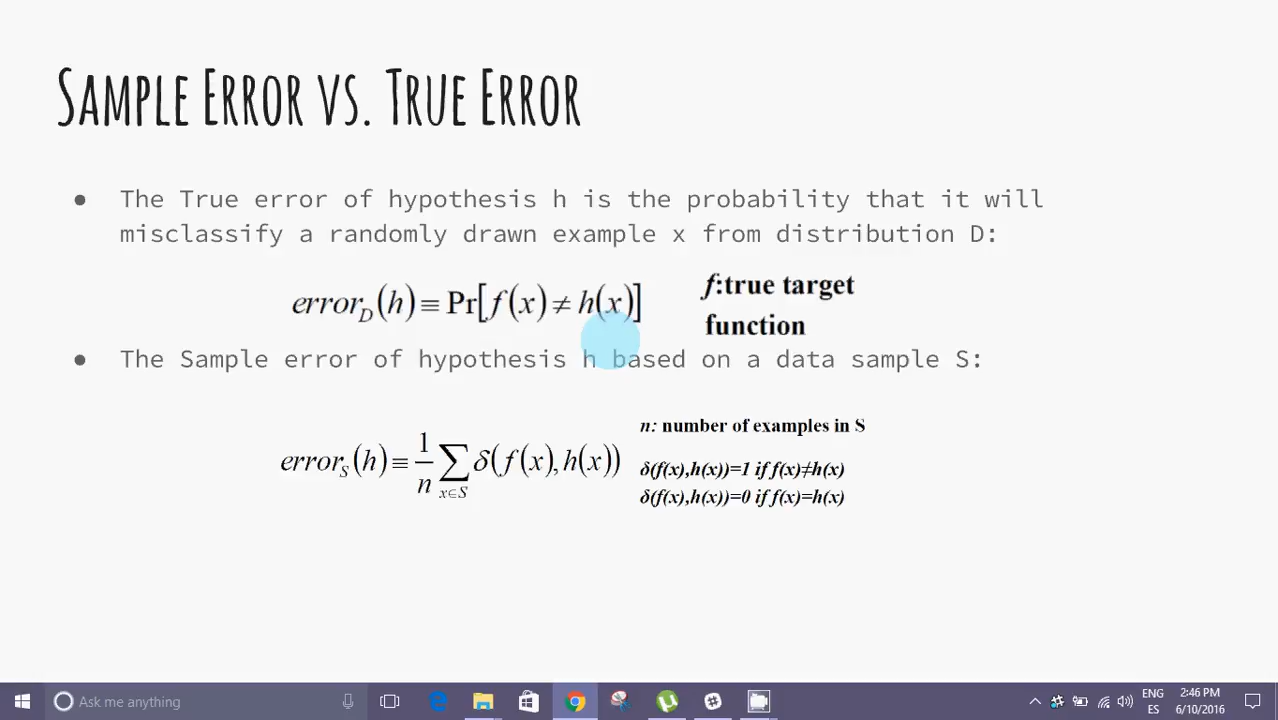 SAMPLE ERROR VS. TRUE ERROR
● The True error of hypothesis h is the probability that it will
misclassify a randomly drawn example x from distribution D:
error_D(h) ≡ Pr[f(x) ≠ h(x)]
f:true target
function
● The Sample error of hypothesis h based on a data sample S:
n: number of examples in S
error_S(h) ≡ 1/n ∑_{x∈S} δ(f(x), h(x))
δ(f(x),h(x))=1 if f(x)≠h(x)
δ(f(x),h(x))=0 if f(x)=h(x)
Ask me anything
ENG
ES
2:46 PM
6/10/2016